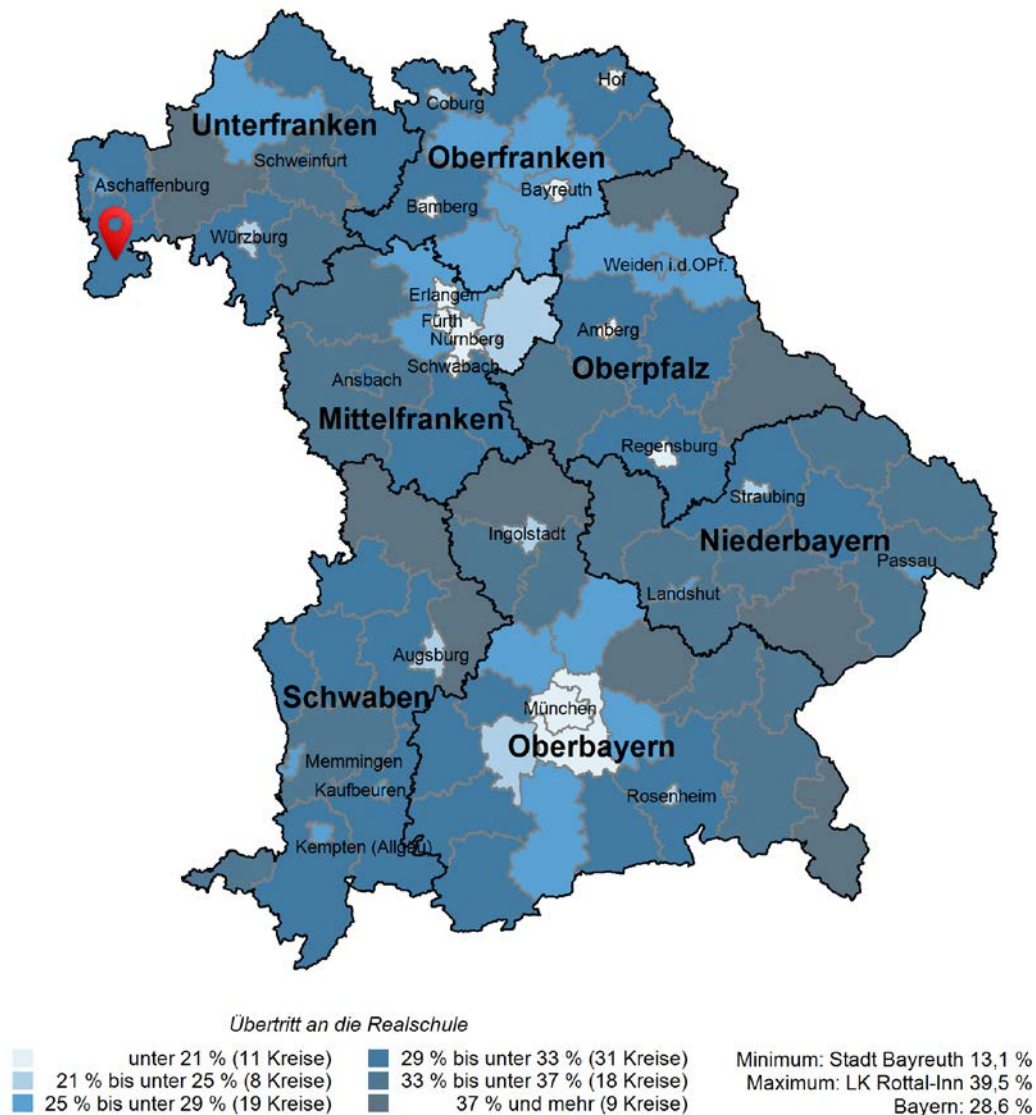 Hof
Coburg
Unterfranken
Schweinfurt
Oberfranken
Aschaffenburg
Bayreuth
Bamberg
Würzburg
Weiden i.d.OPf.
Erlangen
Fürth
Nürnberg
Amberg
Schwabach
Oberpfalz
Ansbach
Mittelfranken
Regensburg
Straubing
Ingolstadt
Niederbayern
Passau
Landshut
Augsburg
Schwaben
München
Oberbayern
Memmingen
Kaufbeuren
Rosenheim
Kempten (Allgäu)
Übertritt an die Realschule
unter 21 % (11 Kreise)
21 % bis unter 25 % (8 Kreise)
25 % bis unter 29 % (19 Kreise)
29 % bis unter 33 % (31 Kreise)
33 % bis unter 37 % (18 Kreise)
37 % und mehr (9 Kreise)
Minimum: Stadt Bayreuth 13,1 %
Maximum: LK Rottal-Inn 39,5 %
Bayern: 28,6 %